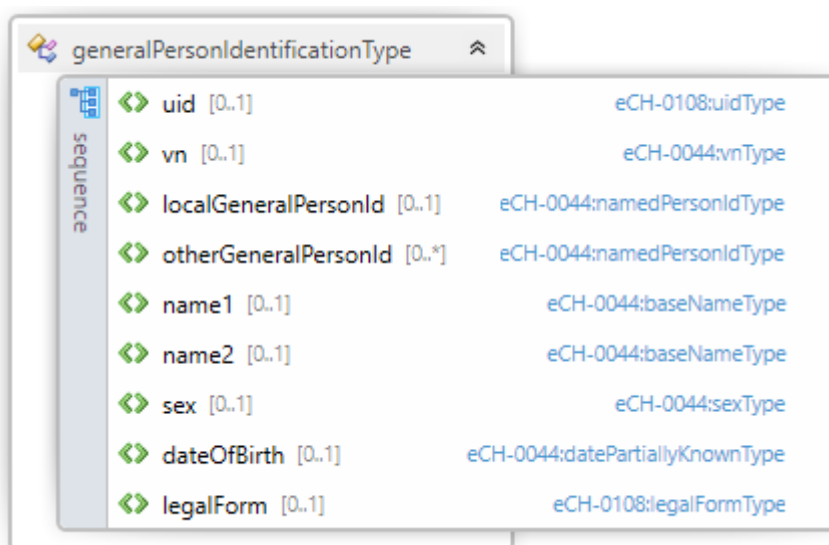 generalPersonIdentificationType
sequence
uid [0..1] eCH-0108:uidType
vn [0..1] eCH-0044:vnType
localGeneralPersonId [0..1] eCH-0044:namedPersonIdType
otherGeneralPersonId [0..*] eCH-0044:namedPersonIdType
name1 [0..1] eCH-0044:baseNameType
name2 [0..1] eCH-0044:baseNameType
sex [0..1] eCH-0044:sexType
dateOfBirth [0..1] eCH-0044:datePartiallyKnownType
legalForm [0..1] eCH-0108:legalFormType